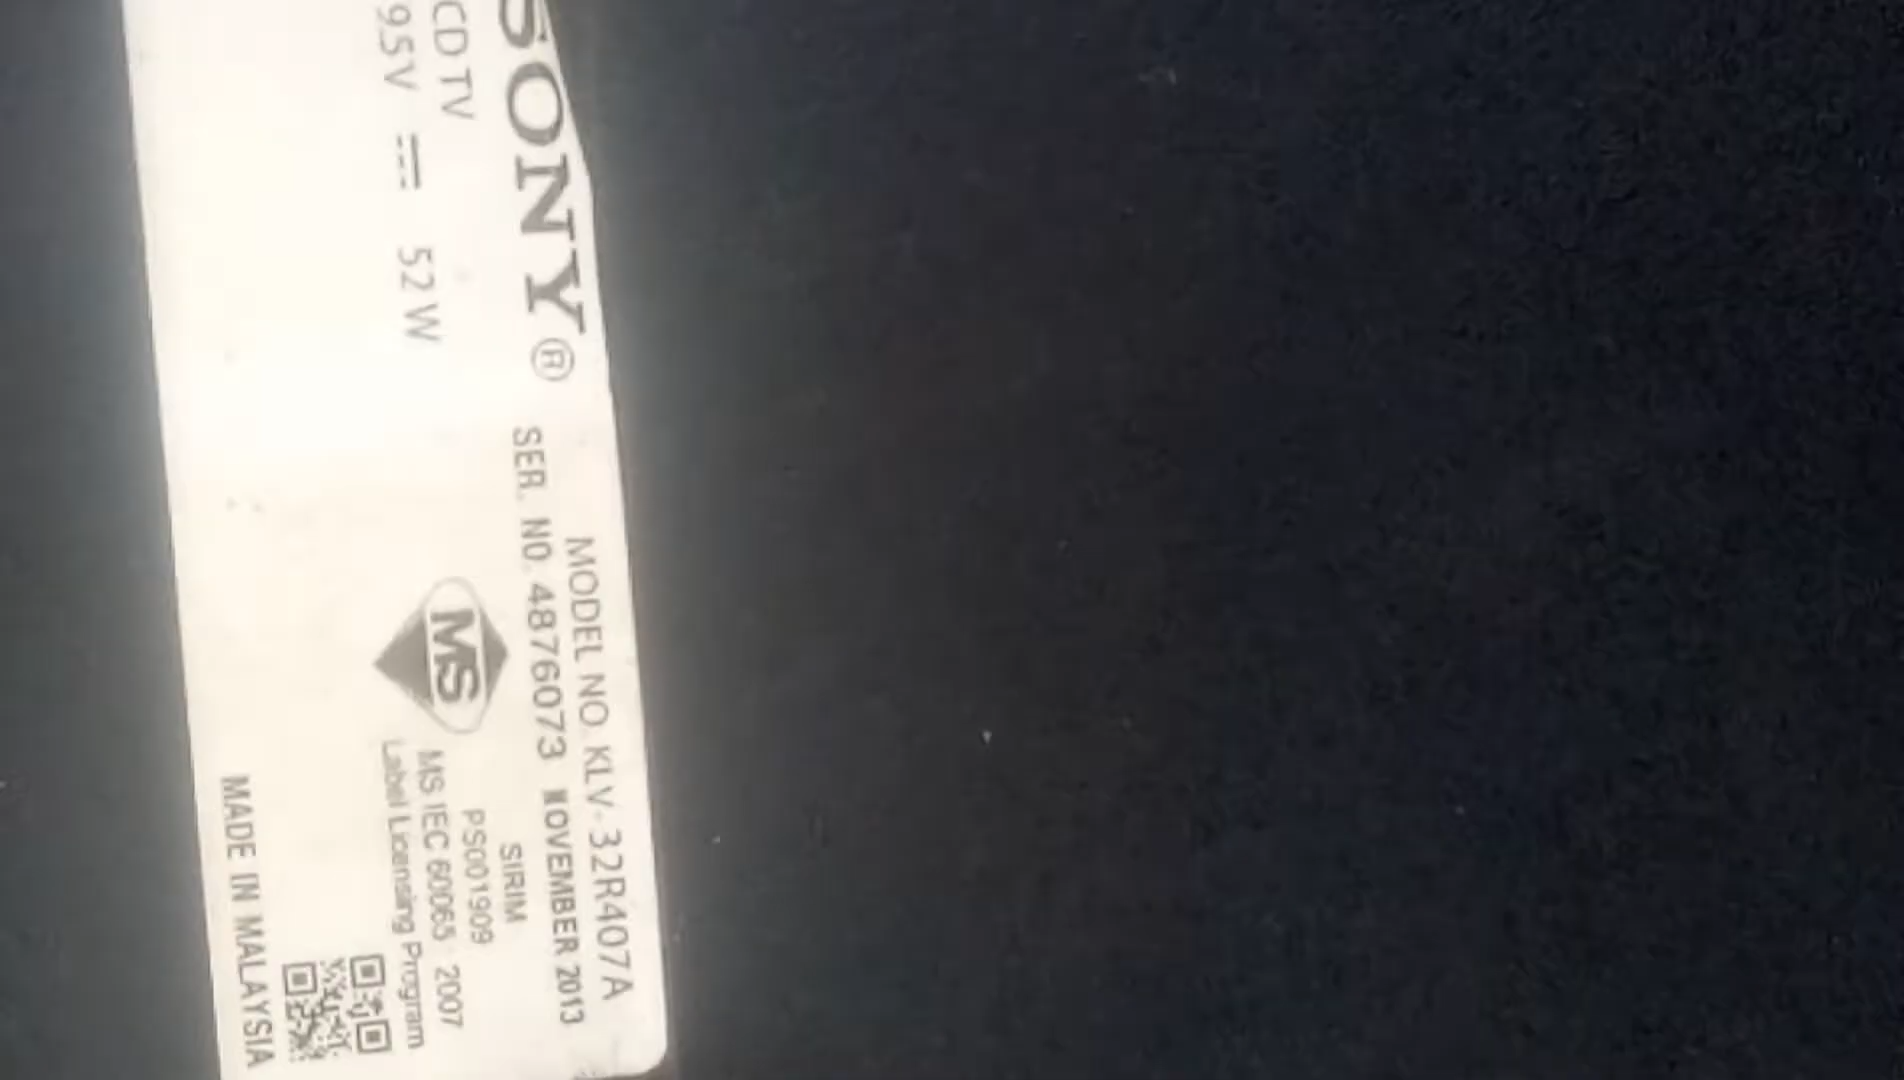 SONY®
MODEL NO. KLV-32R407A
SER. NO. 4876073 NOVEMBER 2013
CD TV
95V 52W
MS
SIRIM
PS001909
MS IEC 60065 : 2007
Label Licensing Program
MADE IN MALAYSIA